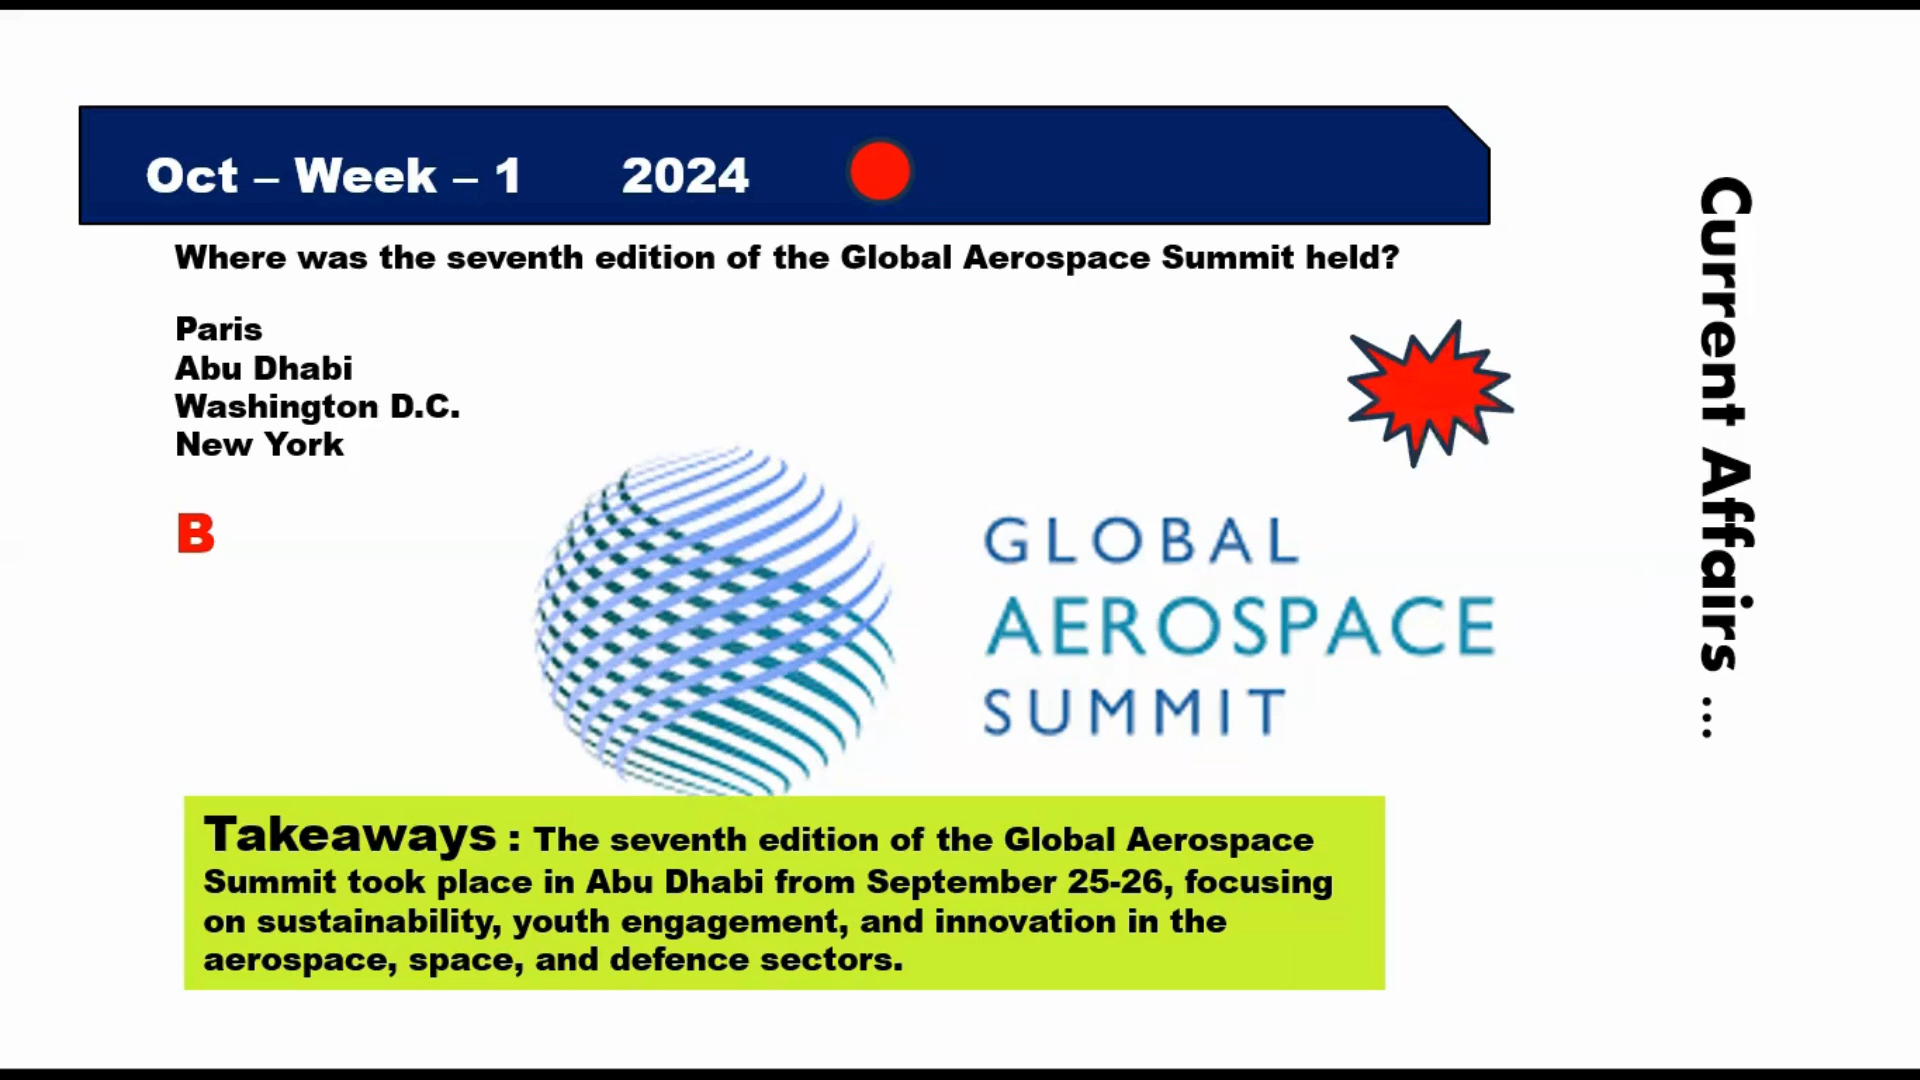 Oct – Week – 1 2024
Where was the seventh edition of the Global Aerospace Summit held?
Paris
Abu Dhabi
Washington D.C.
New York
B
GLOBAL
AEROSPACE
SUMMIT
Takeaways : The seventh edition of the Global Aerospace
Summit took place in Abu Dhabi from September 25-26, focusing
on sustainability, youth engagement, and innovation in the
aerospace, space, and defence sectors.
Current Affairs ...